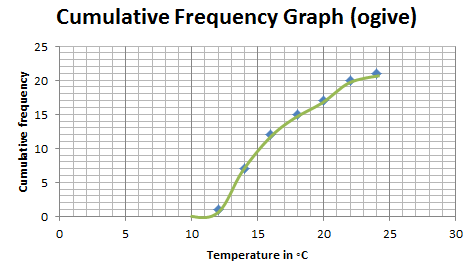 Cumulative Frequency Graph (ogive)
25
20
15
10
5
0
Cumulative frequency
0 5 10 15 20 25 30
Temperature in ◦C